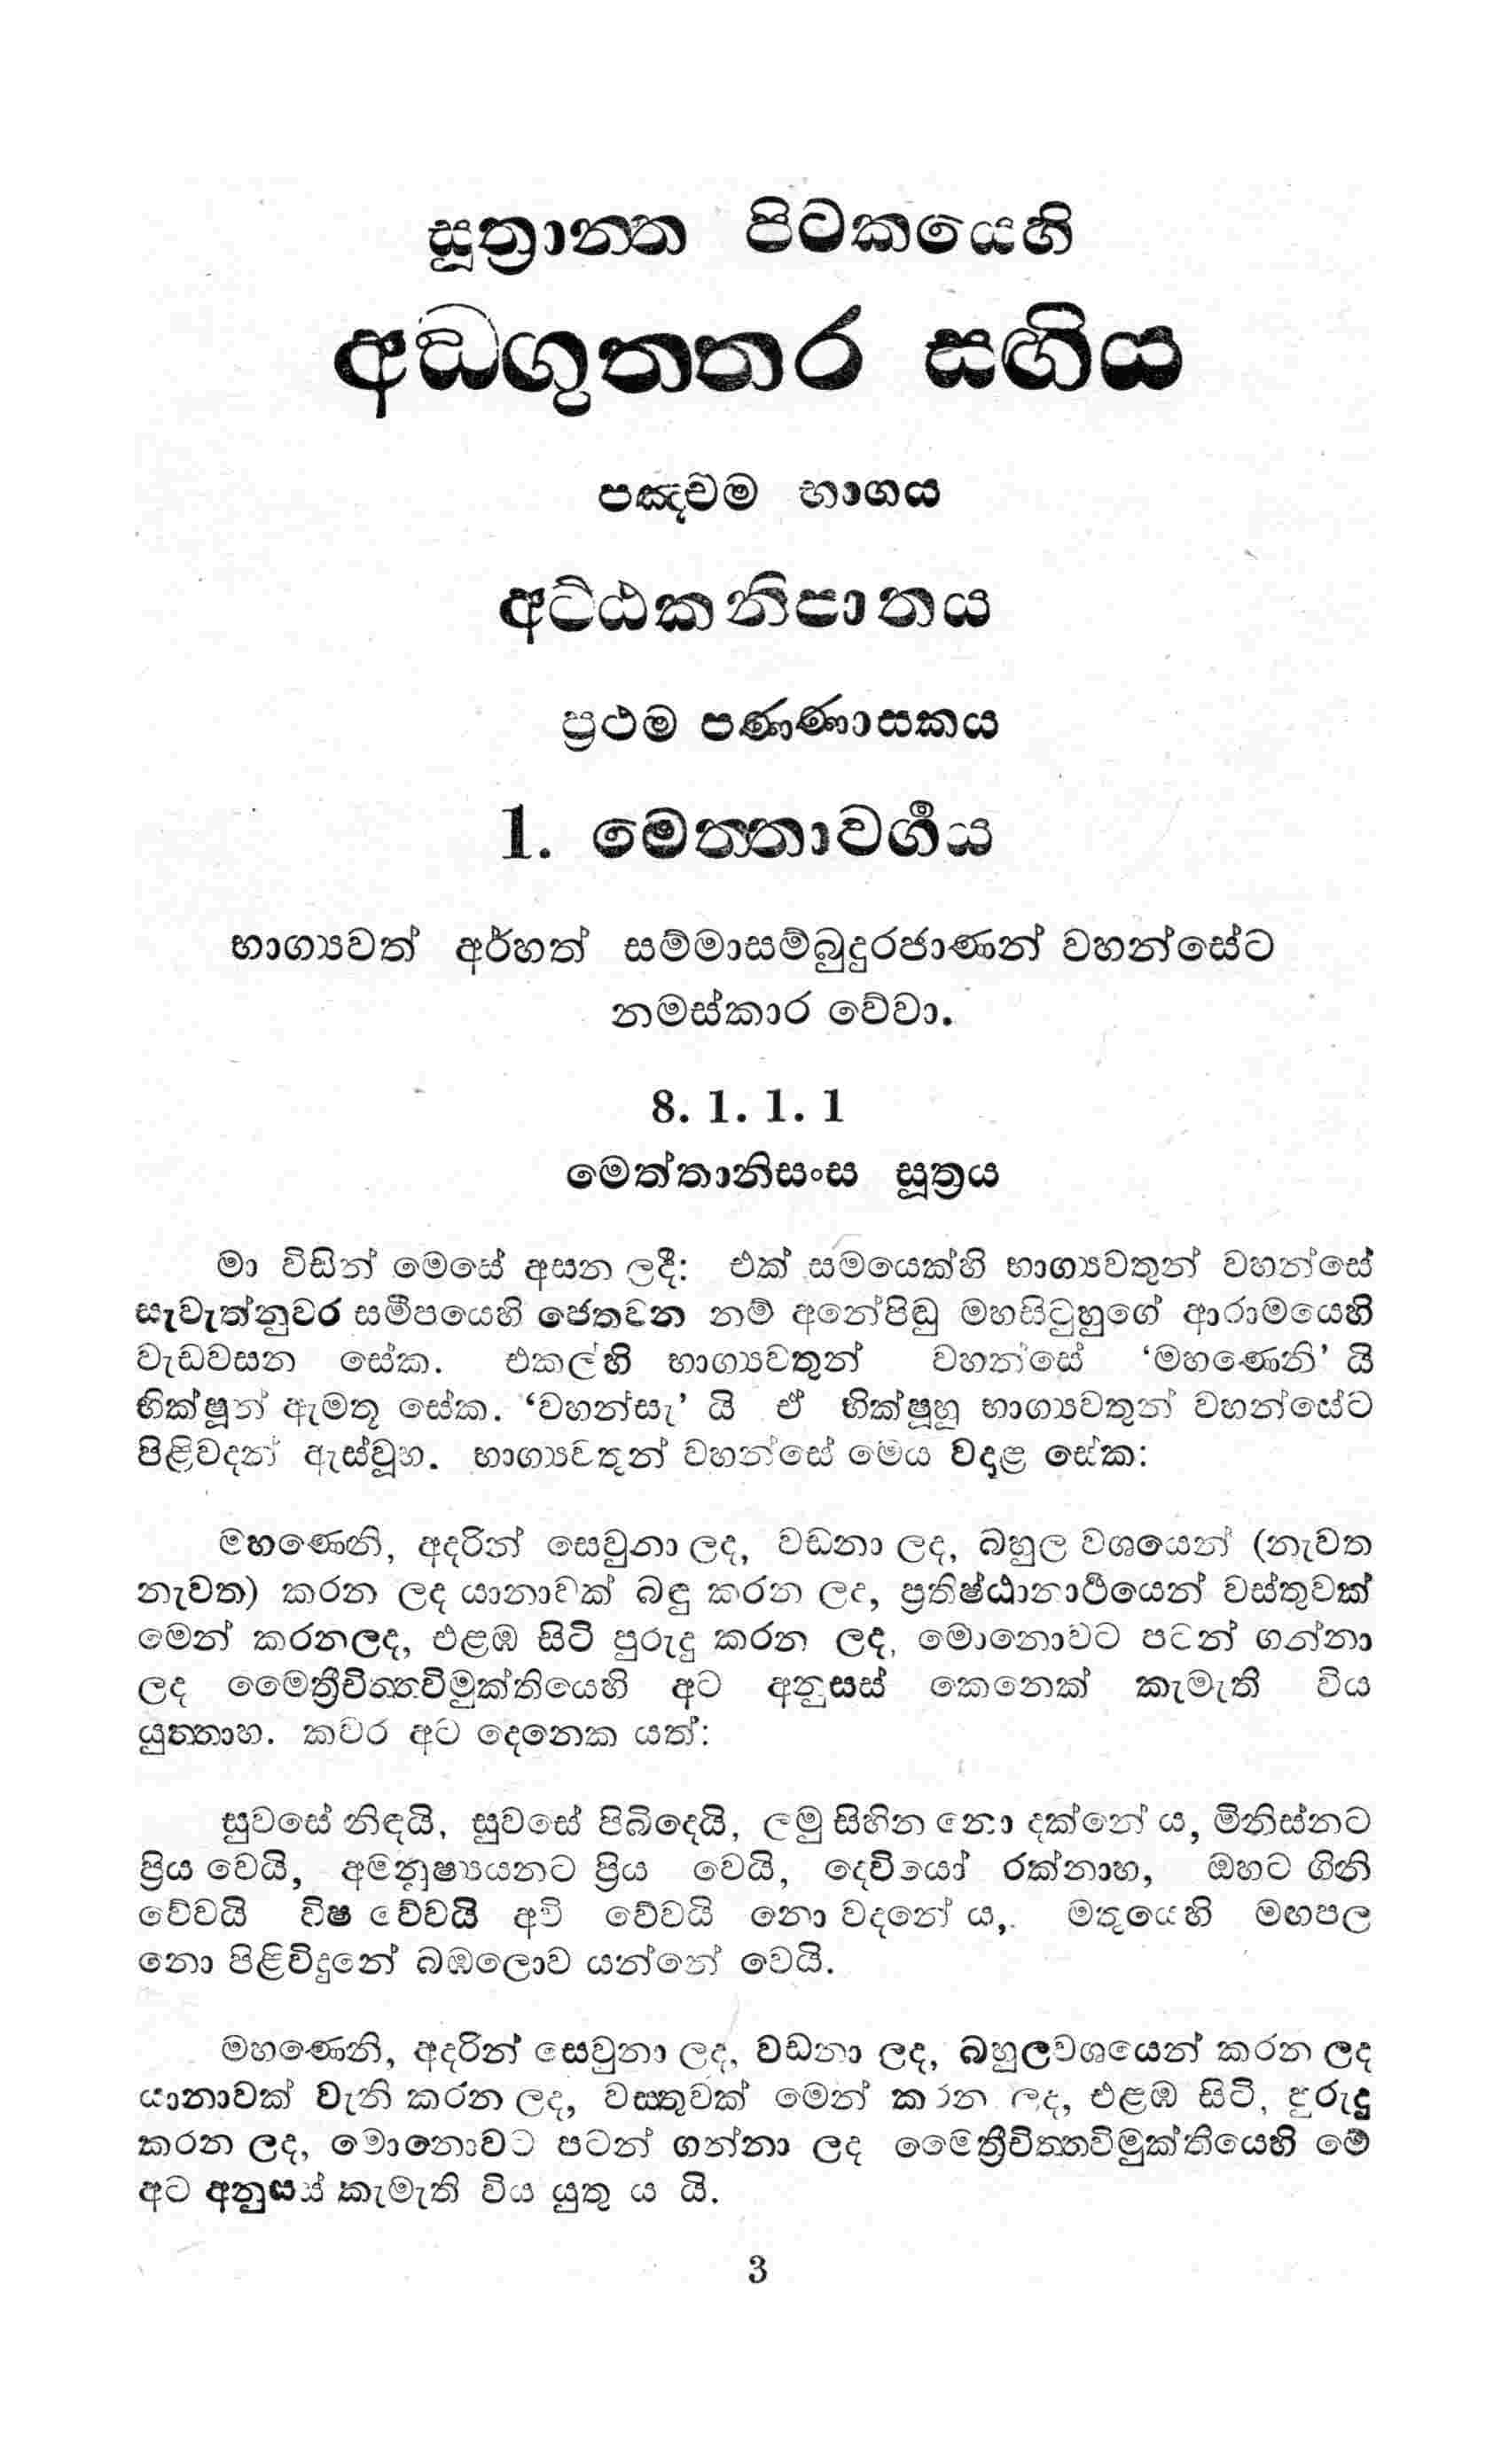 සූත්‍රාන්ත පිටකයෙහි
අඞ්ගුත්තර සඟිය
පඤ්චම භාගය
අට්ඨකනිපාතය
ප්‍රථම පණ්ණාසකය
1. මෙත්තාවර්‍ගය
භාග්‍යවත් අර්හත් සම්මාසම්බුදුරජාණන් වහන්සේට
නමස්කාර වේවා.
8. 1. 1. 1
මෙත්තානිසංස සූත්‍රය
මා විසින් මෙසේ අසන ලදී: එක් සමයෙක්හි භාග්‍යවතුන් වහන්සේ
සැවැත්නුවර සමීපයෙහි ජෙතවන නම් අනේපිඬු මහසිටුහුගේ ආරාමයෙහි
වැඩවසන සේක. එකල්හි භාග්‍යවතුන් වහන්සේ ‘මහණෙනි’ යි
භික්ෂූන් ඇමතූ සේක. ‘වහන්සැ’ යි ඒ භික්ෂූහු භාග්‍යවතුන් වහන්සේට
පිළිවදන් ඇස්වූහ. භාග්‍යවතුන් වහන්සේ මෙය වදාළ සේක:
මහණෙනි, අදරින් සෙවුනා ලද, වඩනා ලද, බහුල වශයෙන් (නැවත
නැවත) කරන ලද යානාවක් බඳු කරන ලද, ප්‍රතිෂ්ඨානාර්‍ථයෙන් වස්තුවක්
මෙන් කරනලද, එළඹ සිටි පුරුදු කරන ලද, මොනොවට පටන් ගන්නා
ලද මෛත්‍රීචිත්තවිමුක්තියෙහි අට අනුසස් කෙනෙක් කැමැති විය
යුත්තාහ. කවර අට දෙනෙක යත්:
සුවසේ නිඳයි, සුවසේ පිබිදෙයි, ලමු සිහින නො දක්නේ ය, මිනිස්නට
ප්‍රිය වෙයි, අමනුෂ්‍යයනට ප්‍රිය වෙයි, දෙවියෝ රක්නාහ, ඔහට ගිනි
වේවයි විෂ වේවයි අවි වේවයි නො වදනේ ය, මතුයෙහි මඟපල
නො පිළිවිදුනේ බඹලොව යන්නේ වෙයි.
මහණෙනි, අදරින් සෙවුනා ලද, වඩනා ලද, බහුලවශයෙන් කරන ලද
යානාවක් වැනි කරන ලද, වස්තුවක් මෙන් කරන ලද, එළඹ සිටි, පුරුදු
කරන ලද, මොනොවට පටන් ගන්නා ලද මෛත්‍රීචිත්තවිමුක්තියෙහි මේ
අට අනුසස් කැමැති විය යුතු ය යි.
3